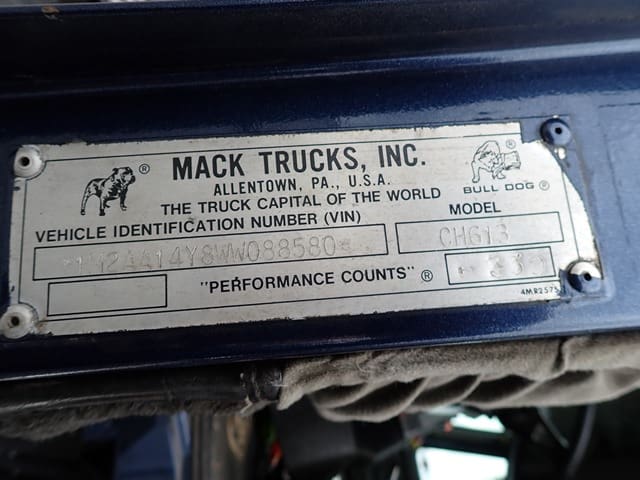 MACK TRUCKS, INC.
ALLENTOWN, PA., U.S.A.
THE TRUCK CAPITAL OF THE WORLD
BULL DOG ®
VEHICLE IDENTIFICATION NUMBER (VIN)
MODEL
CH613
"PERFORMANCE COUNTS" ®